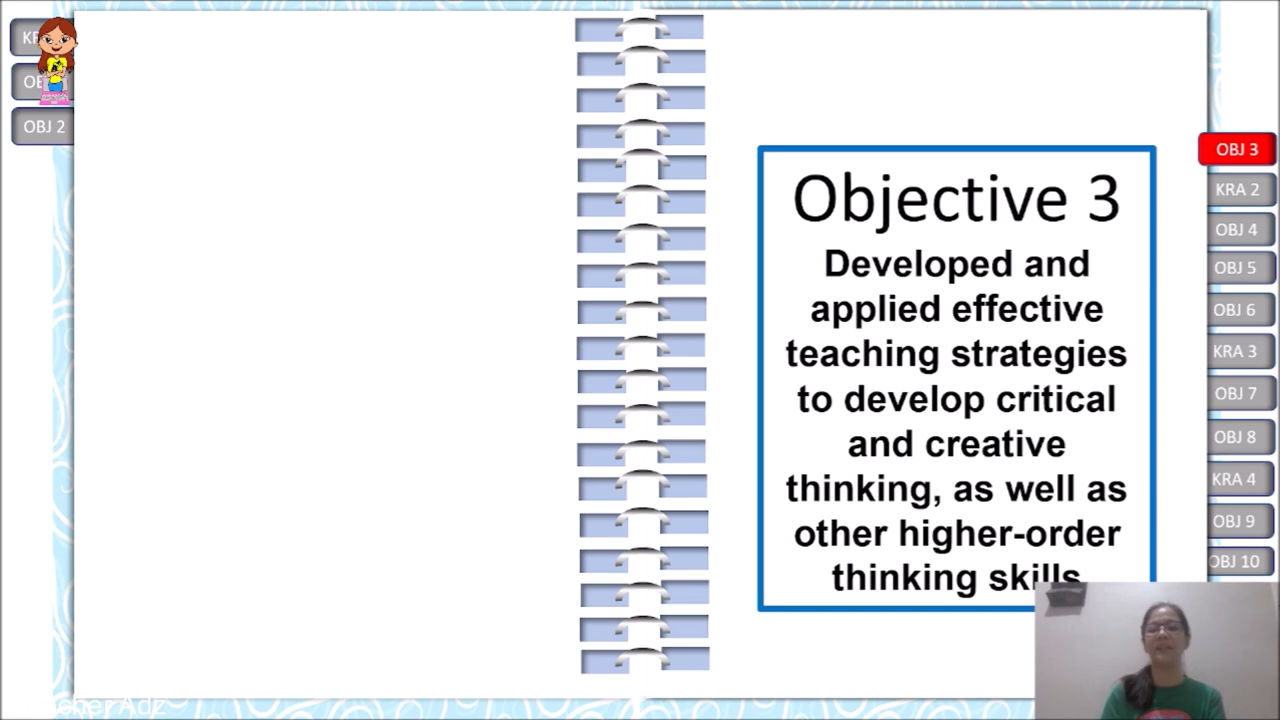 OBJ 2
Objective 3
Developed and
applied effective
teaching strategies
to develop critical
and creative
thinking, as well as
other higher-order
thinking skills
OBJ 3
KRA 2
OBJ 4
OBJ 5
OBJ 6
KRA 3
OBJ 7
OBJ 8
KRA 4
OBJ 9
OBJ 10
Adz